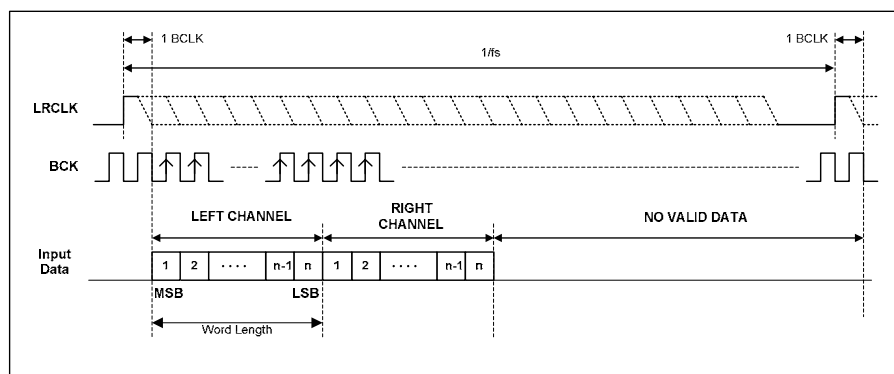 1 BCLK 1 BCLK
1/fs
LRCLK
BCK
LEFT CHANNEL
RIGHT
CHANNEL
NO VALID DATA
Input
Data
1 2 .... n-1 n 1 2 .... n-1 n
MSB LSB
Word Length